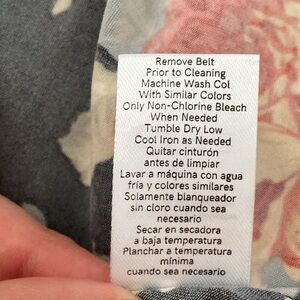 Remove Belt
Prior to Cleaning
Machine Wash Col
With Similar Colors
Only Non-Chlorine Bleach
When Needed
Tumble Dry Low
Cool Iron as Needed
Quitar cinturón
antes de limpiar
Lavar a máquina con agua
fría y colores similares
Solamente blanqueador
sin cloro cuando sea
necesario
Secar en secadora
a baja temperatura
Planchar a temperatura
mínima
cuando sea necesario